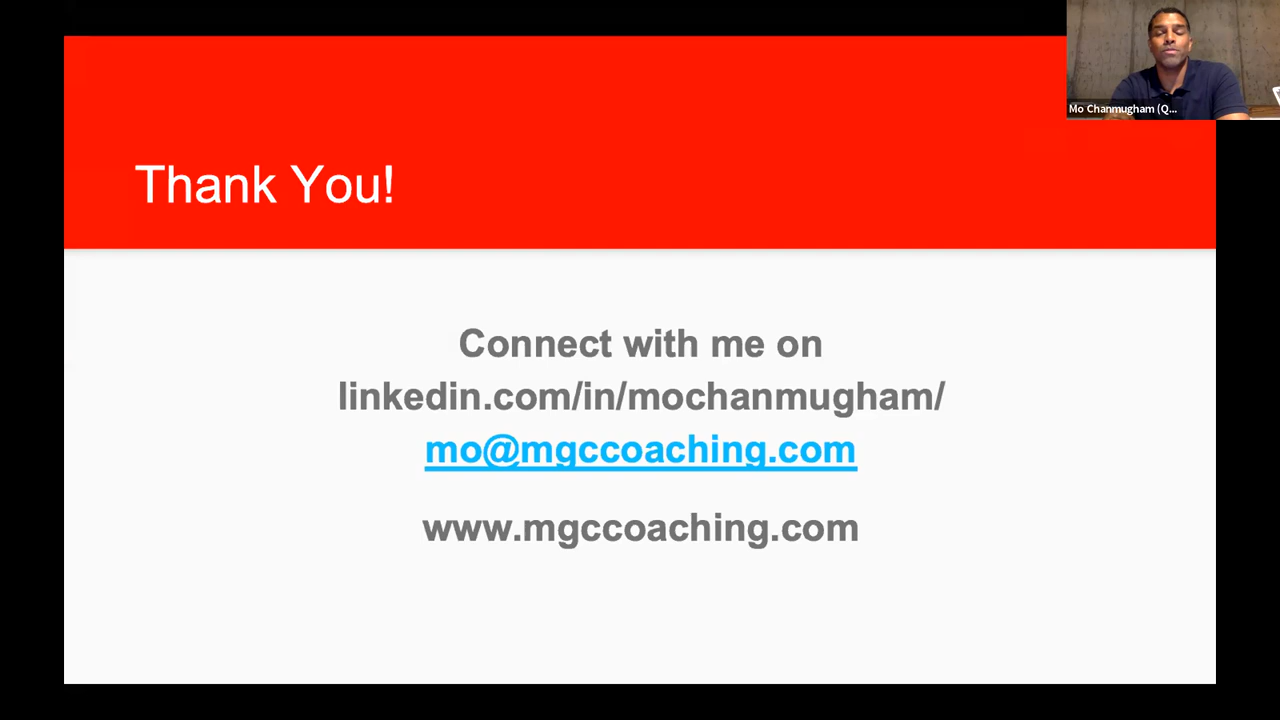 Mo Chanmugham (Q...
Thank You!
Connect with me on
linkedin.com/in/mochanmugham/
mo@mgccoaching.com
www.mgccoaching.com